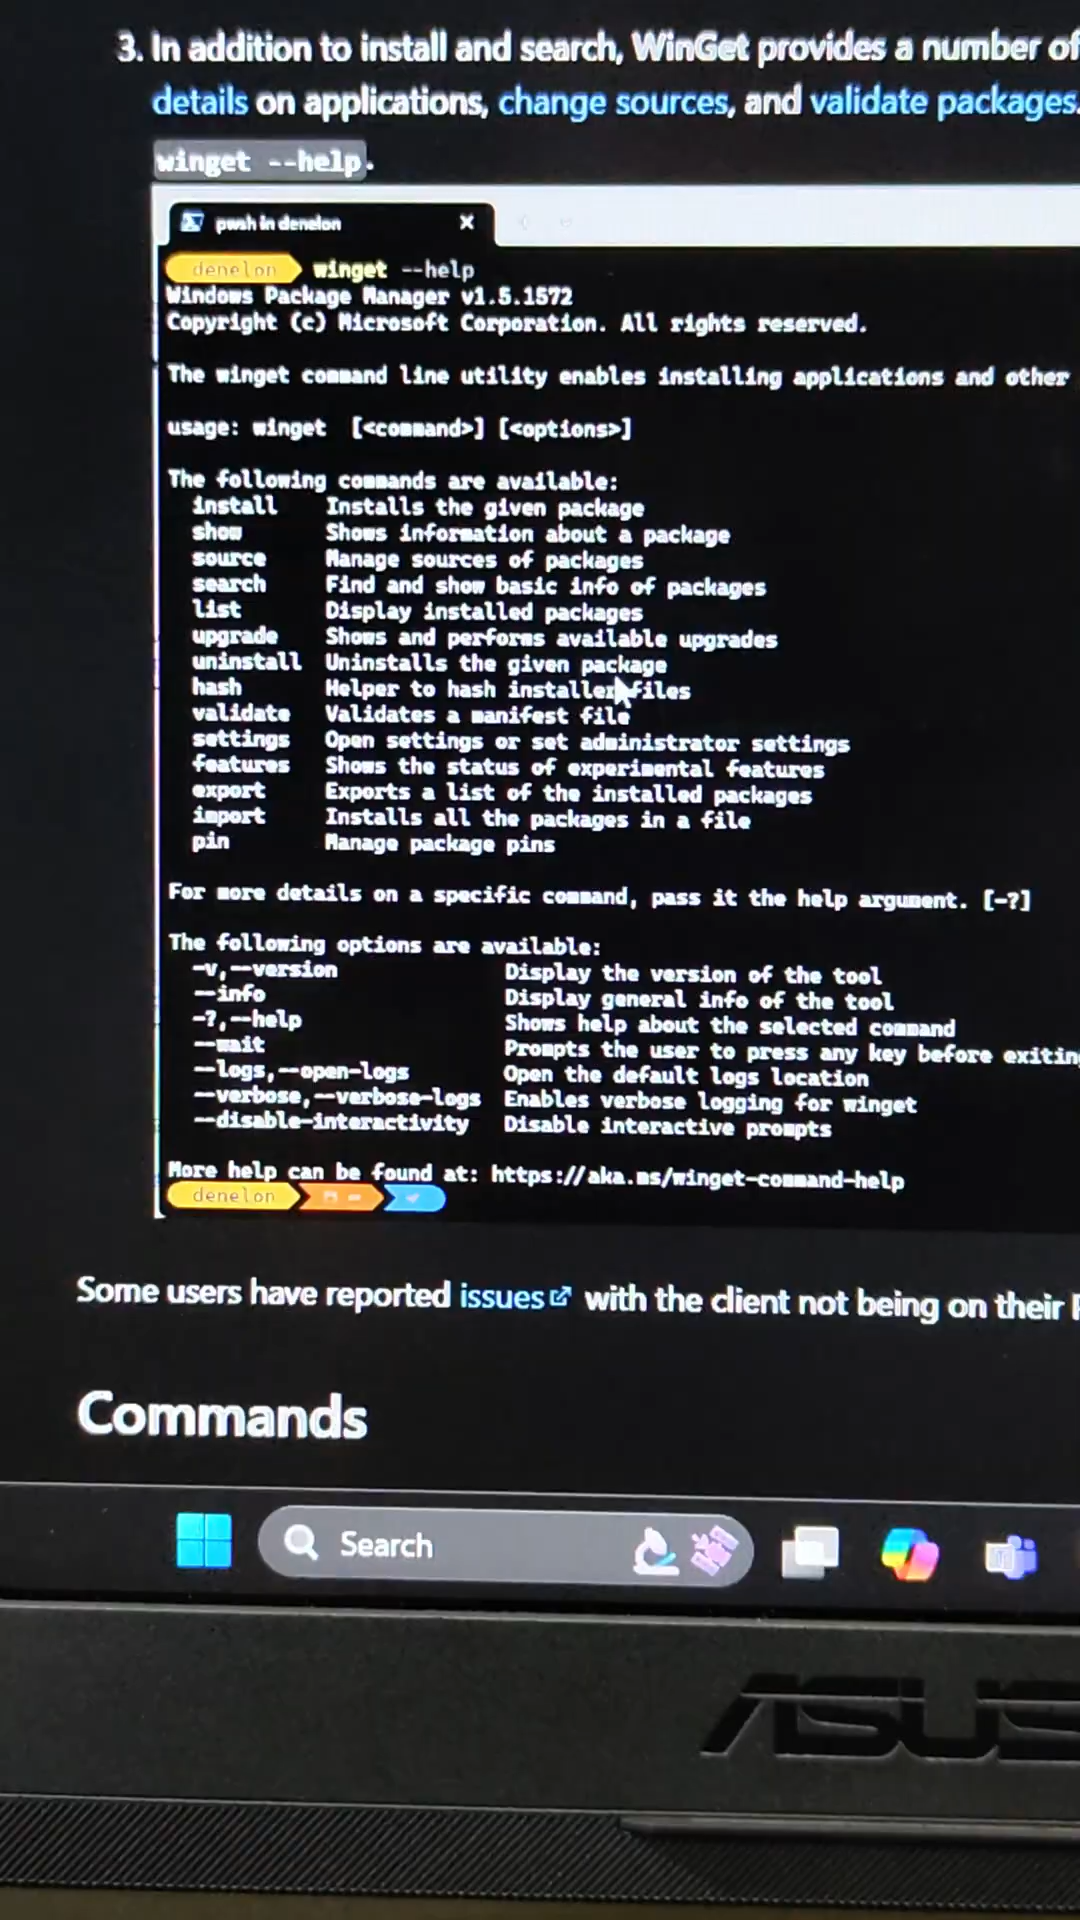 3. In addition to install and search, WinGet provides a number of
details on applications, change sources, and validate packages.
winget --help.
pwsh in denelon
denelon winget --help
Windows Package Manager v1.5.1572
Copyright (c) Microsoft Corporation. All rights reserved.
The winget command line utility enables installing applications and other
usage: winget [<command>] [<options>]
The following commands are available:
install Installs the given package
show Shows information about a package
source Manage sources of packages
search Find and show basic info of packages
list Display installed packages
upgrade Shows and performs available upgrades
uninstall Uninstalls the given package
hash Helper to hash installer files
validate Validates a manifest file
settings Open settings or set administrator settings
features Shows the status of experimental features
export Exports a list of the installed packages
import Installs all the packages in a file
pin Manage package pins
For more details on a specific command, pass it the help argument. [-?]
The following options are available:
-v,--version Display the version of the tool
--info Display general info of the tool
-?,--help Shows help about the selected command
--wait Prompts the user to press any key before exiting
--logs,--open-logs Open the default logs location
--verbose,--verbose-logs Enables verbose logging for winget
--disable-interactivity Disable interactive prompts
More help can be found at: https://aka.ms/winget-command-help
denelon
Some users have reported issues with the client not being on their
Commands
Search
ASUS